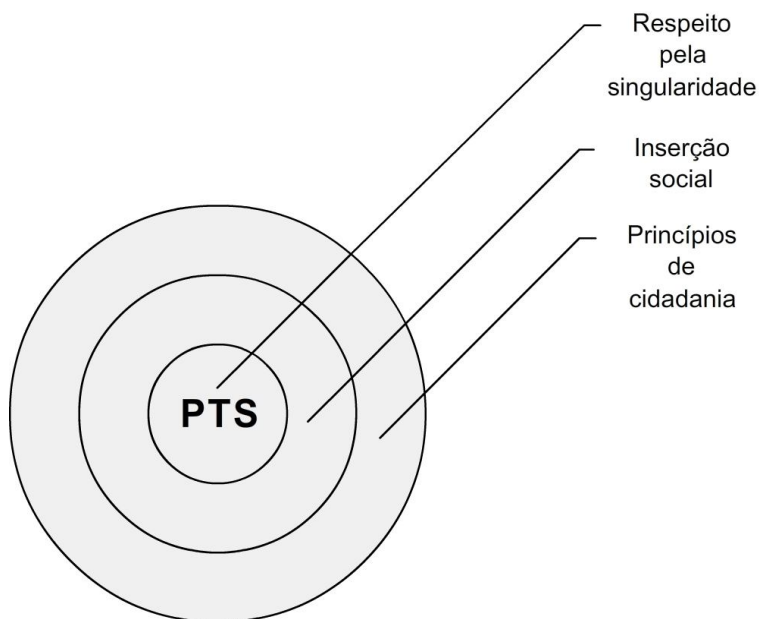 Respeito
pela
singularidade
Inserção
social
Princípios
de
cidadania
PTS